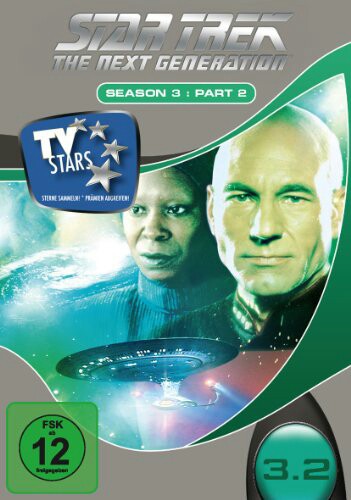 STAR TREK
THE NEXT GENERATION
SEASON 3 : PART 2
TV
STARS
STERNE SAMMELN! * PRÄMIEN ABGREIFEN!
FSK
ab
12
freigegeben
3.2